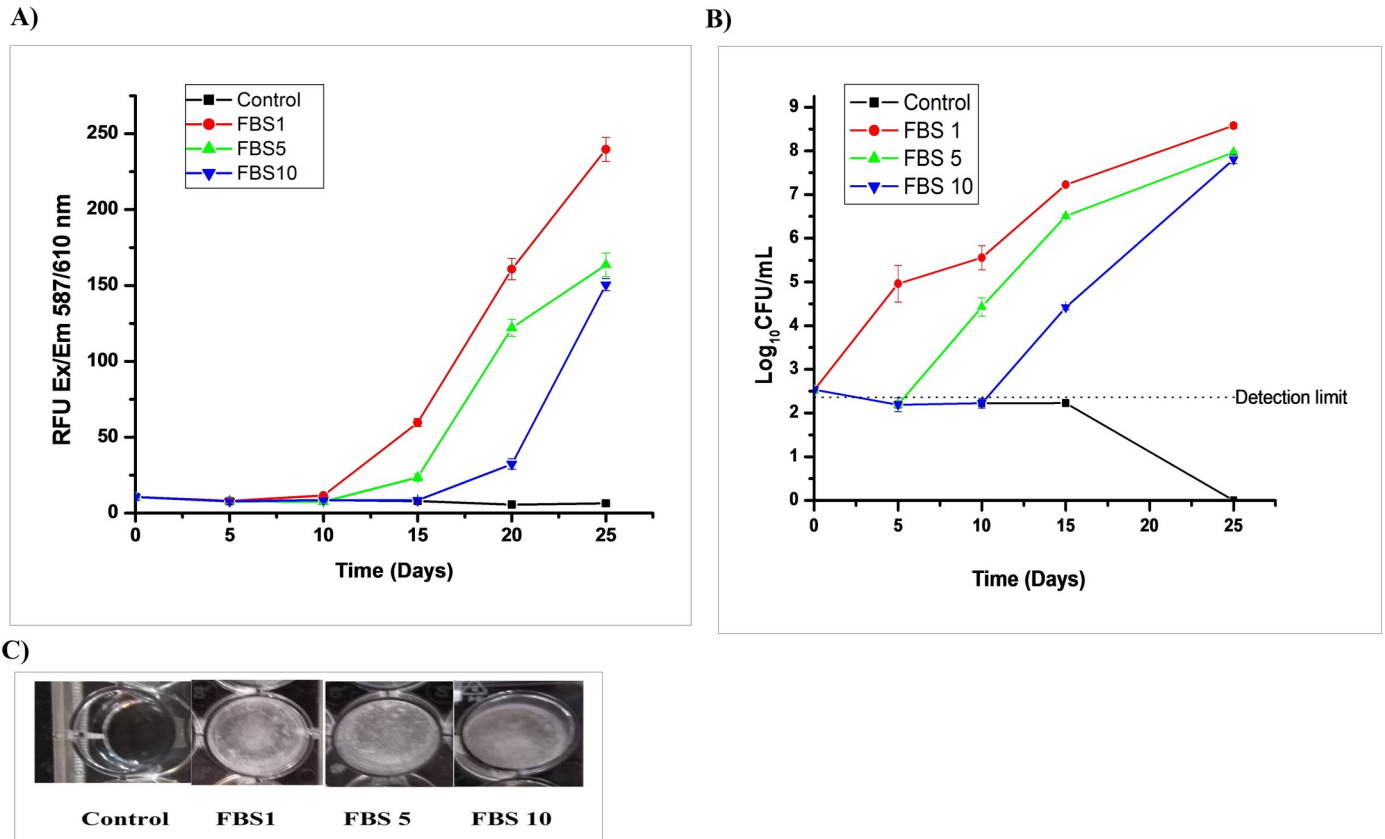 A)
Control
FBS1
FBS5
FBS10
RFU Ex/Em 587/610 nm
250
200
150
100
50
0
0 5 10 15 20 25
Time (Days)
B)
Control
FBS 1
FBS 5
FBS 10
Log10CFU/mL
9
8
7
6
5
4
3
2
1
0
Detection limit
0 5 10 15 20 25
Time (Days)
C)
Control FBS1 FBS 5 FBS 10